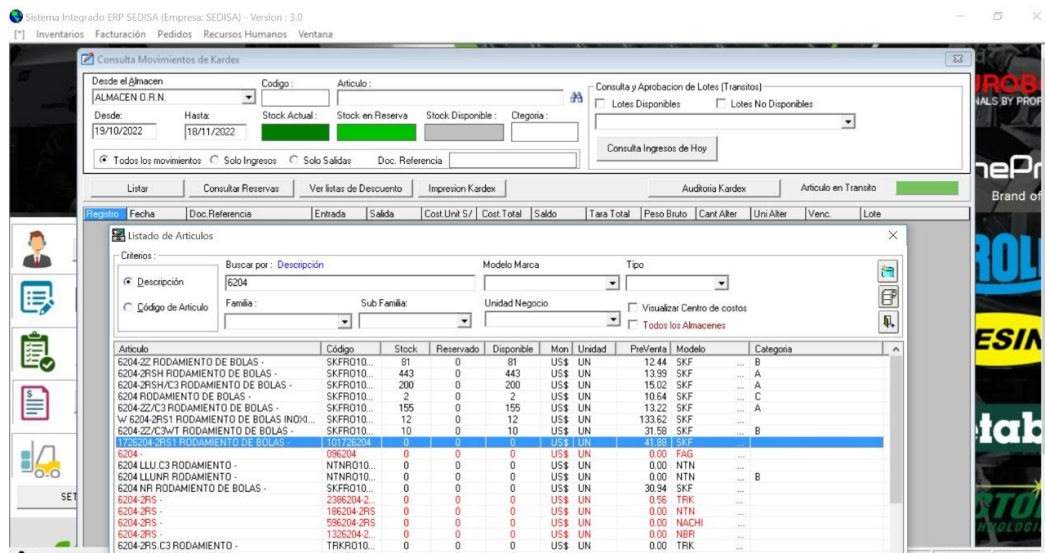 Sistema Integrado ERP SEDISA (Empresa: SEDISA) - Version : 3.0
[*] Inventarios Facturación Pedidos Recursos Humanos Ventana
Consulta Movimientos de Kardex
Desde el Almacen Codigo : Articulo :
ALMACEN O.R.N.
Consulta y Aprobacion de Lotes (Transitos)
Lotes Disponibles Lotes No Disponibles
Desde: Hasta: Stock Actual : Stock en Reserva Stock Disponible : Ctegoria :
19/10/2022 18/11/2022
Consulta Ingresos de Hoy
Todos los movimientos Solo Ingresos Solo Salidas Doc. Referencia
Listar Consultar Reservas Ver listas de Descuento Impresion Kardex Auditoria Kardex Articulo en Transito
Registro Fecha Doc.Referencia Entrada Salida Cost.Unit S/ Cost.Total Saldo Tara Total Peso Bruto Cant Alter Uni Alter Venc. Lote
Listado de Articulos
Criterios :
Descripción
Código de Articulo
Buscar por : Descripción Modelo Marca Tipo
6204
Familia : Sub Familia: Unidad Negocio
Visualizar Centro de costos
Todos los Almacenes
Articulo Código Stock Reservado Disponible Mon Unidad PreVenta Modelo Categoria
6204-2Z RODAMIENTO DE BOLAS - SKFRO10... 81 0 81 US$ UN 12.44 SKF ... B
6204-2RSH RODAMIENTO DE BOLAS - SKFRO10... 443 0 443 US$ UN 13.99 SKF ... A
6204-2RSH/C3 RODAMIENTO DE BOLAS - SKFRO10... 200 0 200 US$ UN 15.02 SKF ... A
6204 RODAMIENTO DE BOLAS - SKFRO10... 2 0 2 US$ UN 10.64 SKF ... C
6204-2Z/C3 RODAMIENTO DE BOLAS - SKFRO10... 155 0 155 US$ UN 13.22 SKF ... A
W 6204-2RS1 RODAMIENTO DE BOLAS INOXI... SKFRO10... 12 0 12 US$ UN 133.62 SKF ...
6204-2Z/C3WT RODAMIENTO DE BOLAS - SKFRO10... 10 0 10 US$ UN 31.58 SKF ... B
1726204-2RS1 RODAMIENTO DE BOLAS - 101726204 0 0 0 US$ UN 41.88 SKF ...
6204 - 096204 0 0 0 US$ UN 0.00 FAG ...
6204 LLU.C3 RODAMIENTO - NTNRO10... 0 0 0 US$ UN 0.00 NTN ...
6204 LLUNR RODAMIENTO - NTNRO10... 0 0 0 US$ UN 0.00 NTN ... B
6204 NR RODAMIENTO DE BOLAS - SKFRO10... 0 0 0 US$ UN 30.94 SKF ...
6204-2RS - 2386204-2... 0 0 0 US$ UN 0.56 TRK ...
6204-2RS - 186204-2RS 0 0 0 US$ UN 0.00 NTN ...
6204-2RS - 596204-2RS 0 0 0 US$ UN 0.00 NACHI ...
6204-2RS - 1326204-2... 0 0 0 US$ UN 0.00 NBR ...
6204-2RS.C3 RODAMIENTO - TRKRO10... 0 0 0 US$ UN 0.00 TRK ...
SET
Brand of